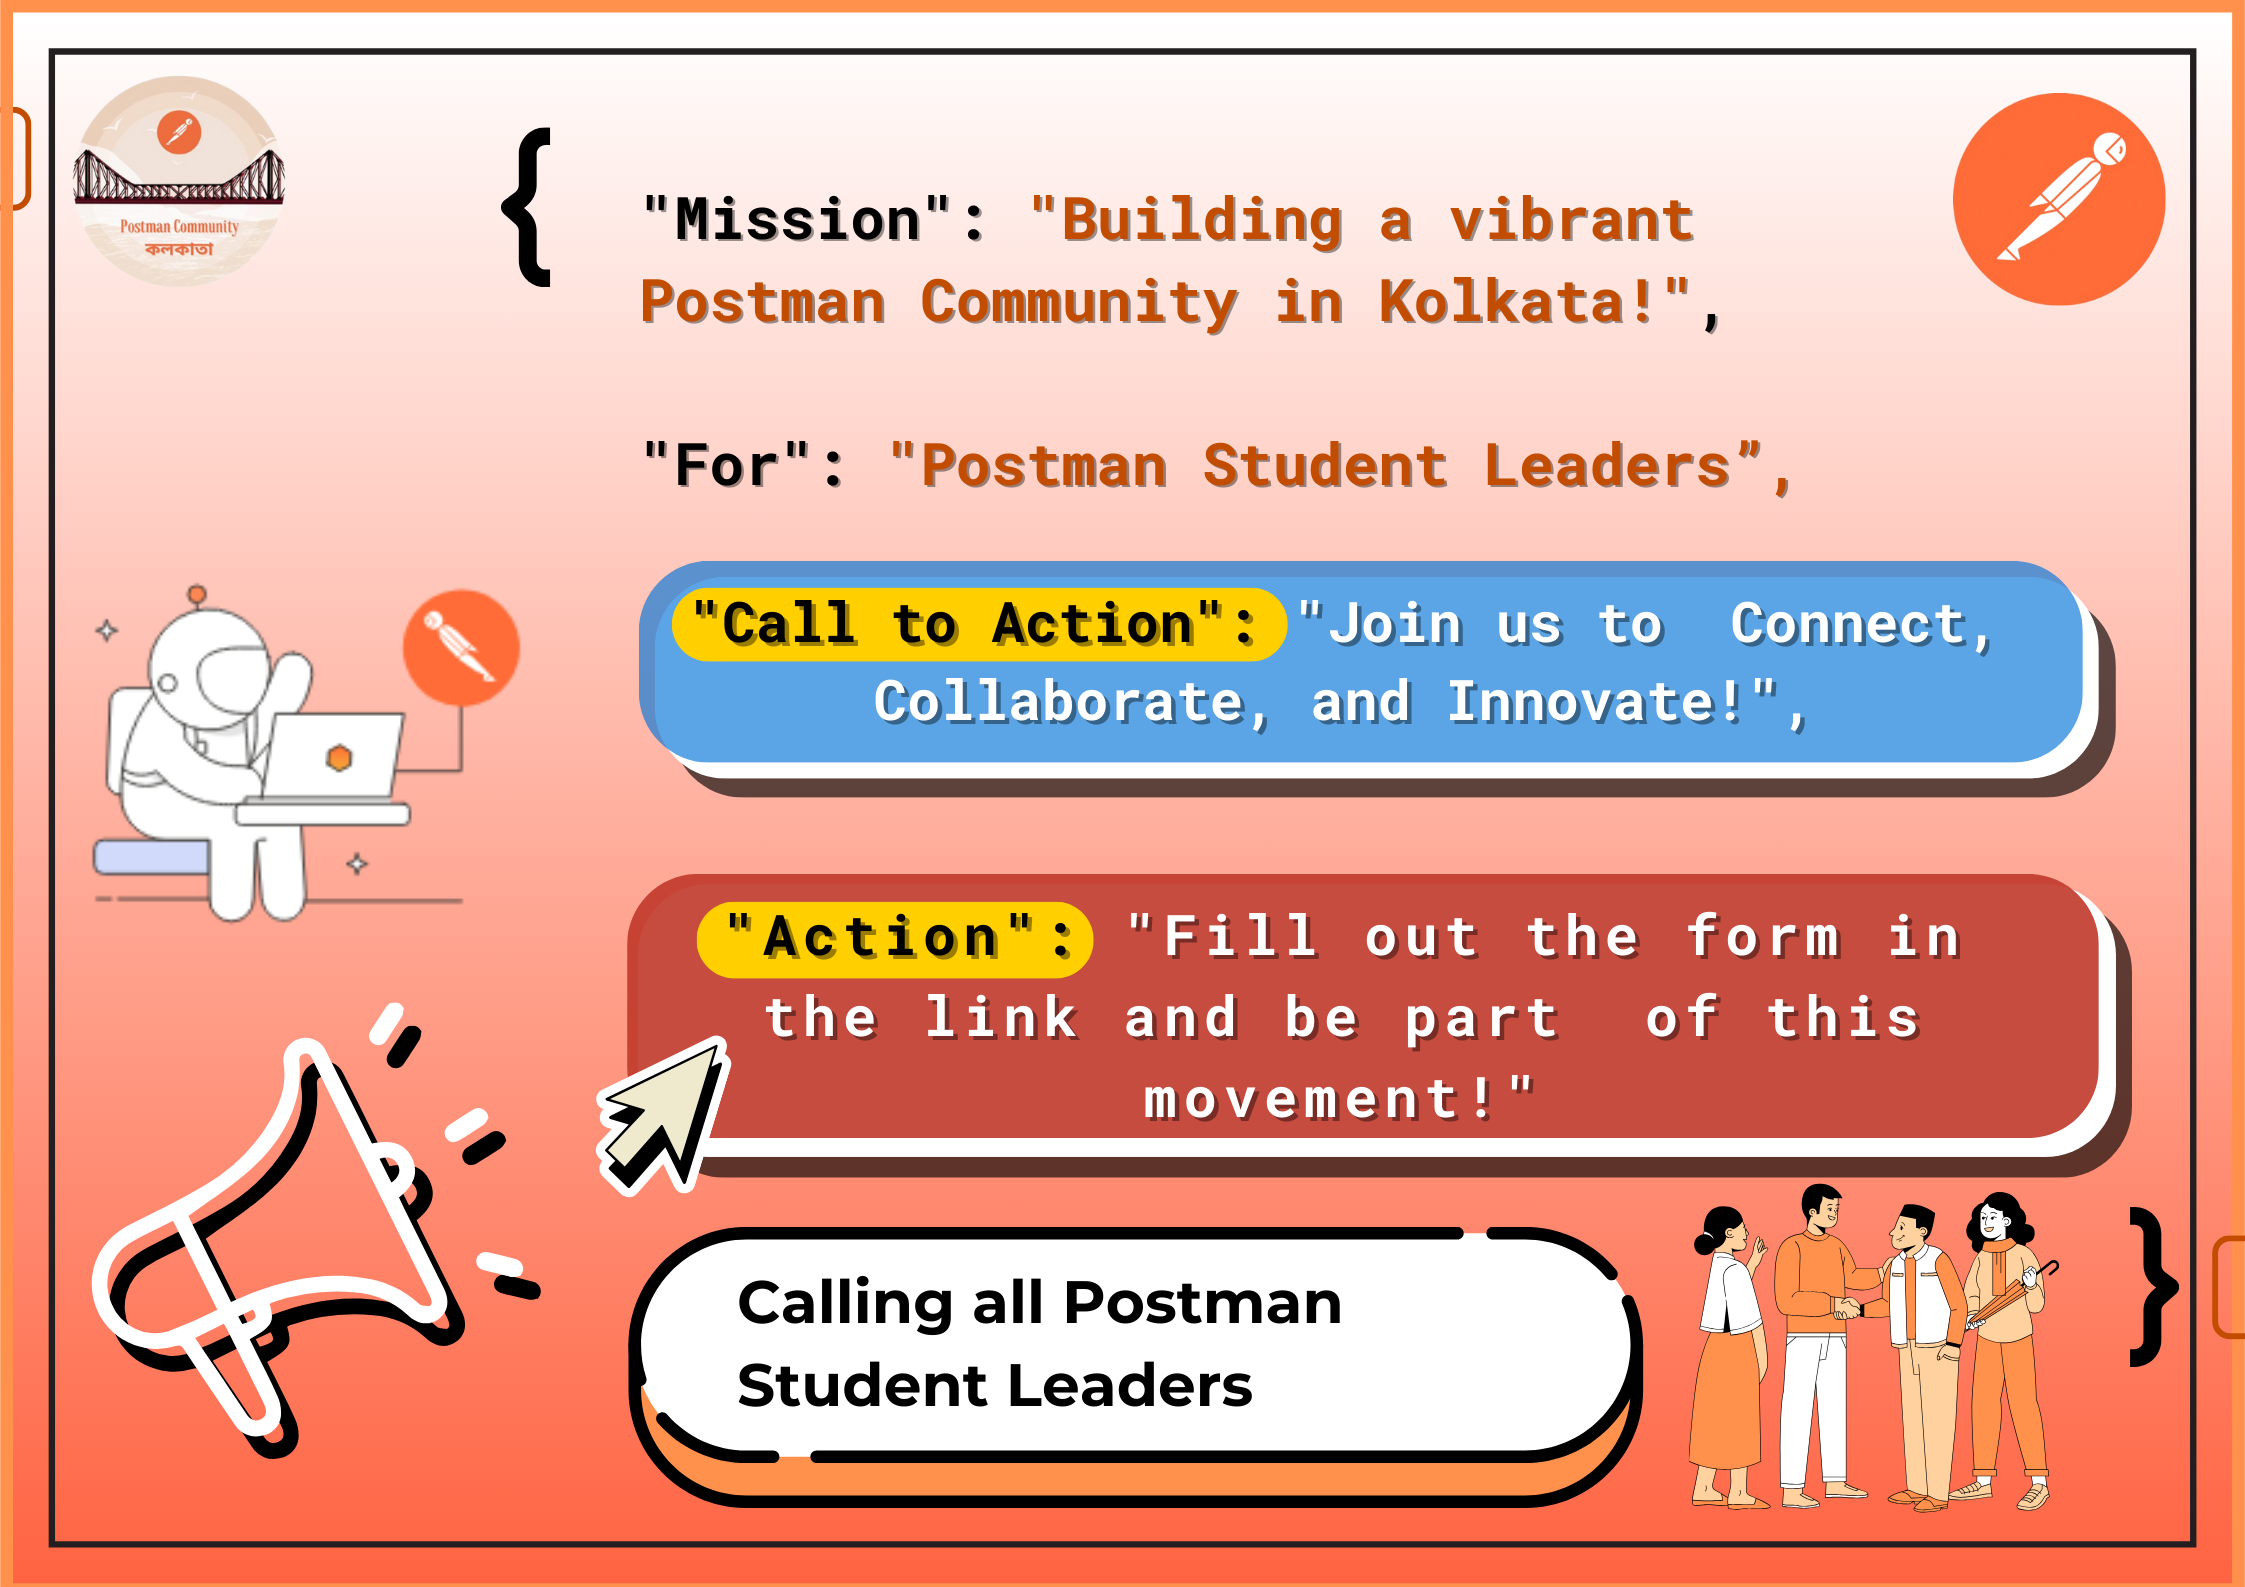 Postman Community
কলকাতা
{
"Mission": "Building a vibrant
Postman Community in Kolkata!",
"For": "Postman Student Leaders”,
"Call to Action": "Join us to  Connect,
Collaborate, and Innovate!",
"Action": "Fill out the form in
the link and be part  of this
movement!"
Calling all Postman
Student Leaders
}